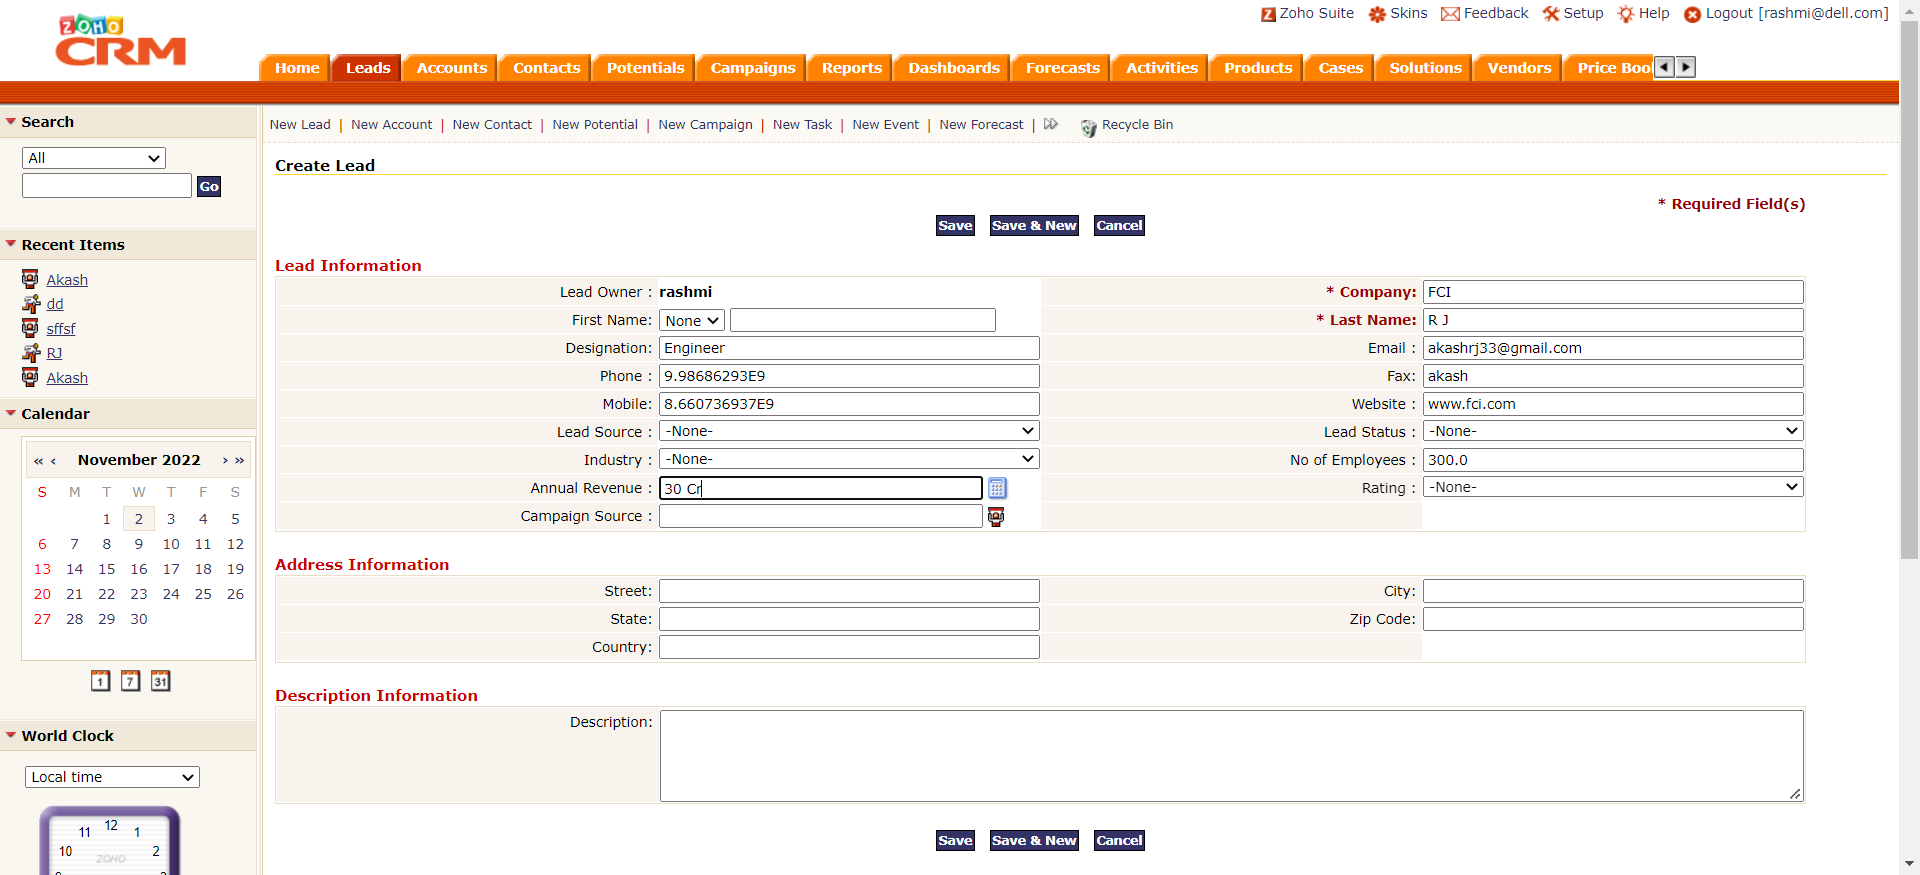 Zoho Suite Skins Feedback Setup Help Logout [rashmi@dell.com]
ZOHO
CRM
Home Leads Accounts Contacts Potentials Campaigns Reports Dashboards Forecasts Activities Products Cases Solutions Vendors Price Boo
New Lead | New Account | New Contact | New Potential | New Campaign | New Task | New Event | New Forecast | Recycle Bin
Search
All
Go
Recent Items
Akash
dd
sffsf
RJ
Akash
Calendar
« ‹ November 2022 › »
S M T W T F S
1 2 3 4 5
6 7 8 9 10 11 12
13 14 15 16 17 18 19
20 21 22 23 24 25 26
27 28 29 30
1 7 31
World Clock
Local time
11 12 1
10 ZOHO 2
Create Lead
* Required Field(s)
Save Save & New Cancel
Lead Information
Lead Owner : rashmi * Company: FCI
First Name: None * Last Name: R J
Designation: Engineer Email : akashrj33@gmail.com
Phone : 9.98686293E9 Fax: akash
Mobile: 8.660736937E9 Website : www.fci.com
Lead Source : -None- Lead Status : -None-
Industry : -None- No of Employees : 300.0
Annual Revenue : 30 Cr Rating : -None-
Campaign Source :
Address Information
Street: City:
State: Zip Code:
Country:
Description Information
Description:
Save Save & New Cancel